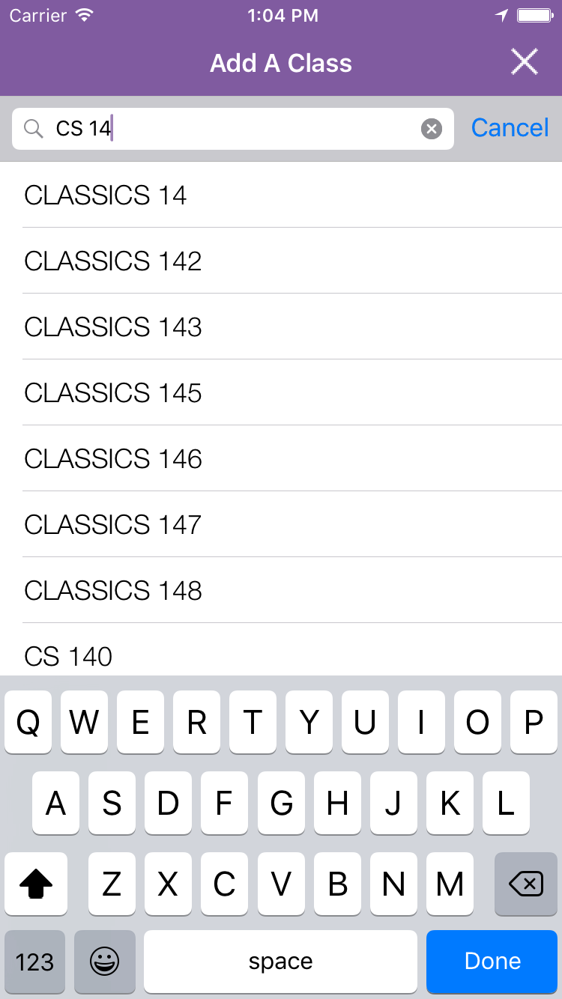 Carrier 1:04 PM
Add A Class
CS 14 Cancel
CLASSICS 14
CLASSICS 142
CLASSICS 143
CLASSICS 145
CLASSICS 146
CLASSICS 147
CLASSICS 148
CS 140
Q W E R T Y U I O P
A S D F G H J K L
Z X C V B N M
123 space Done